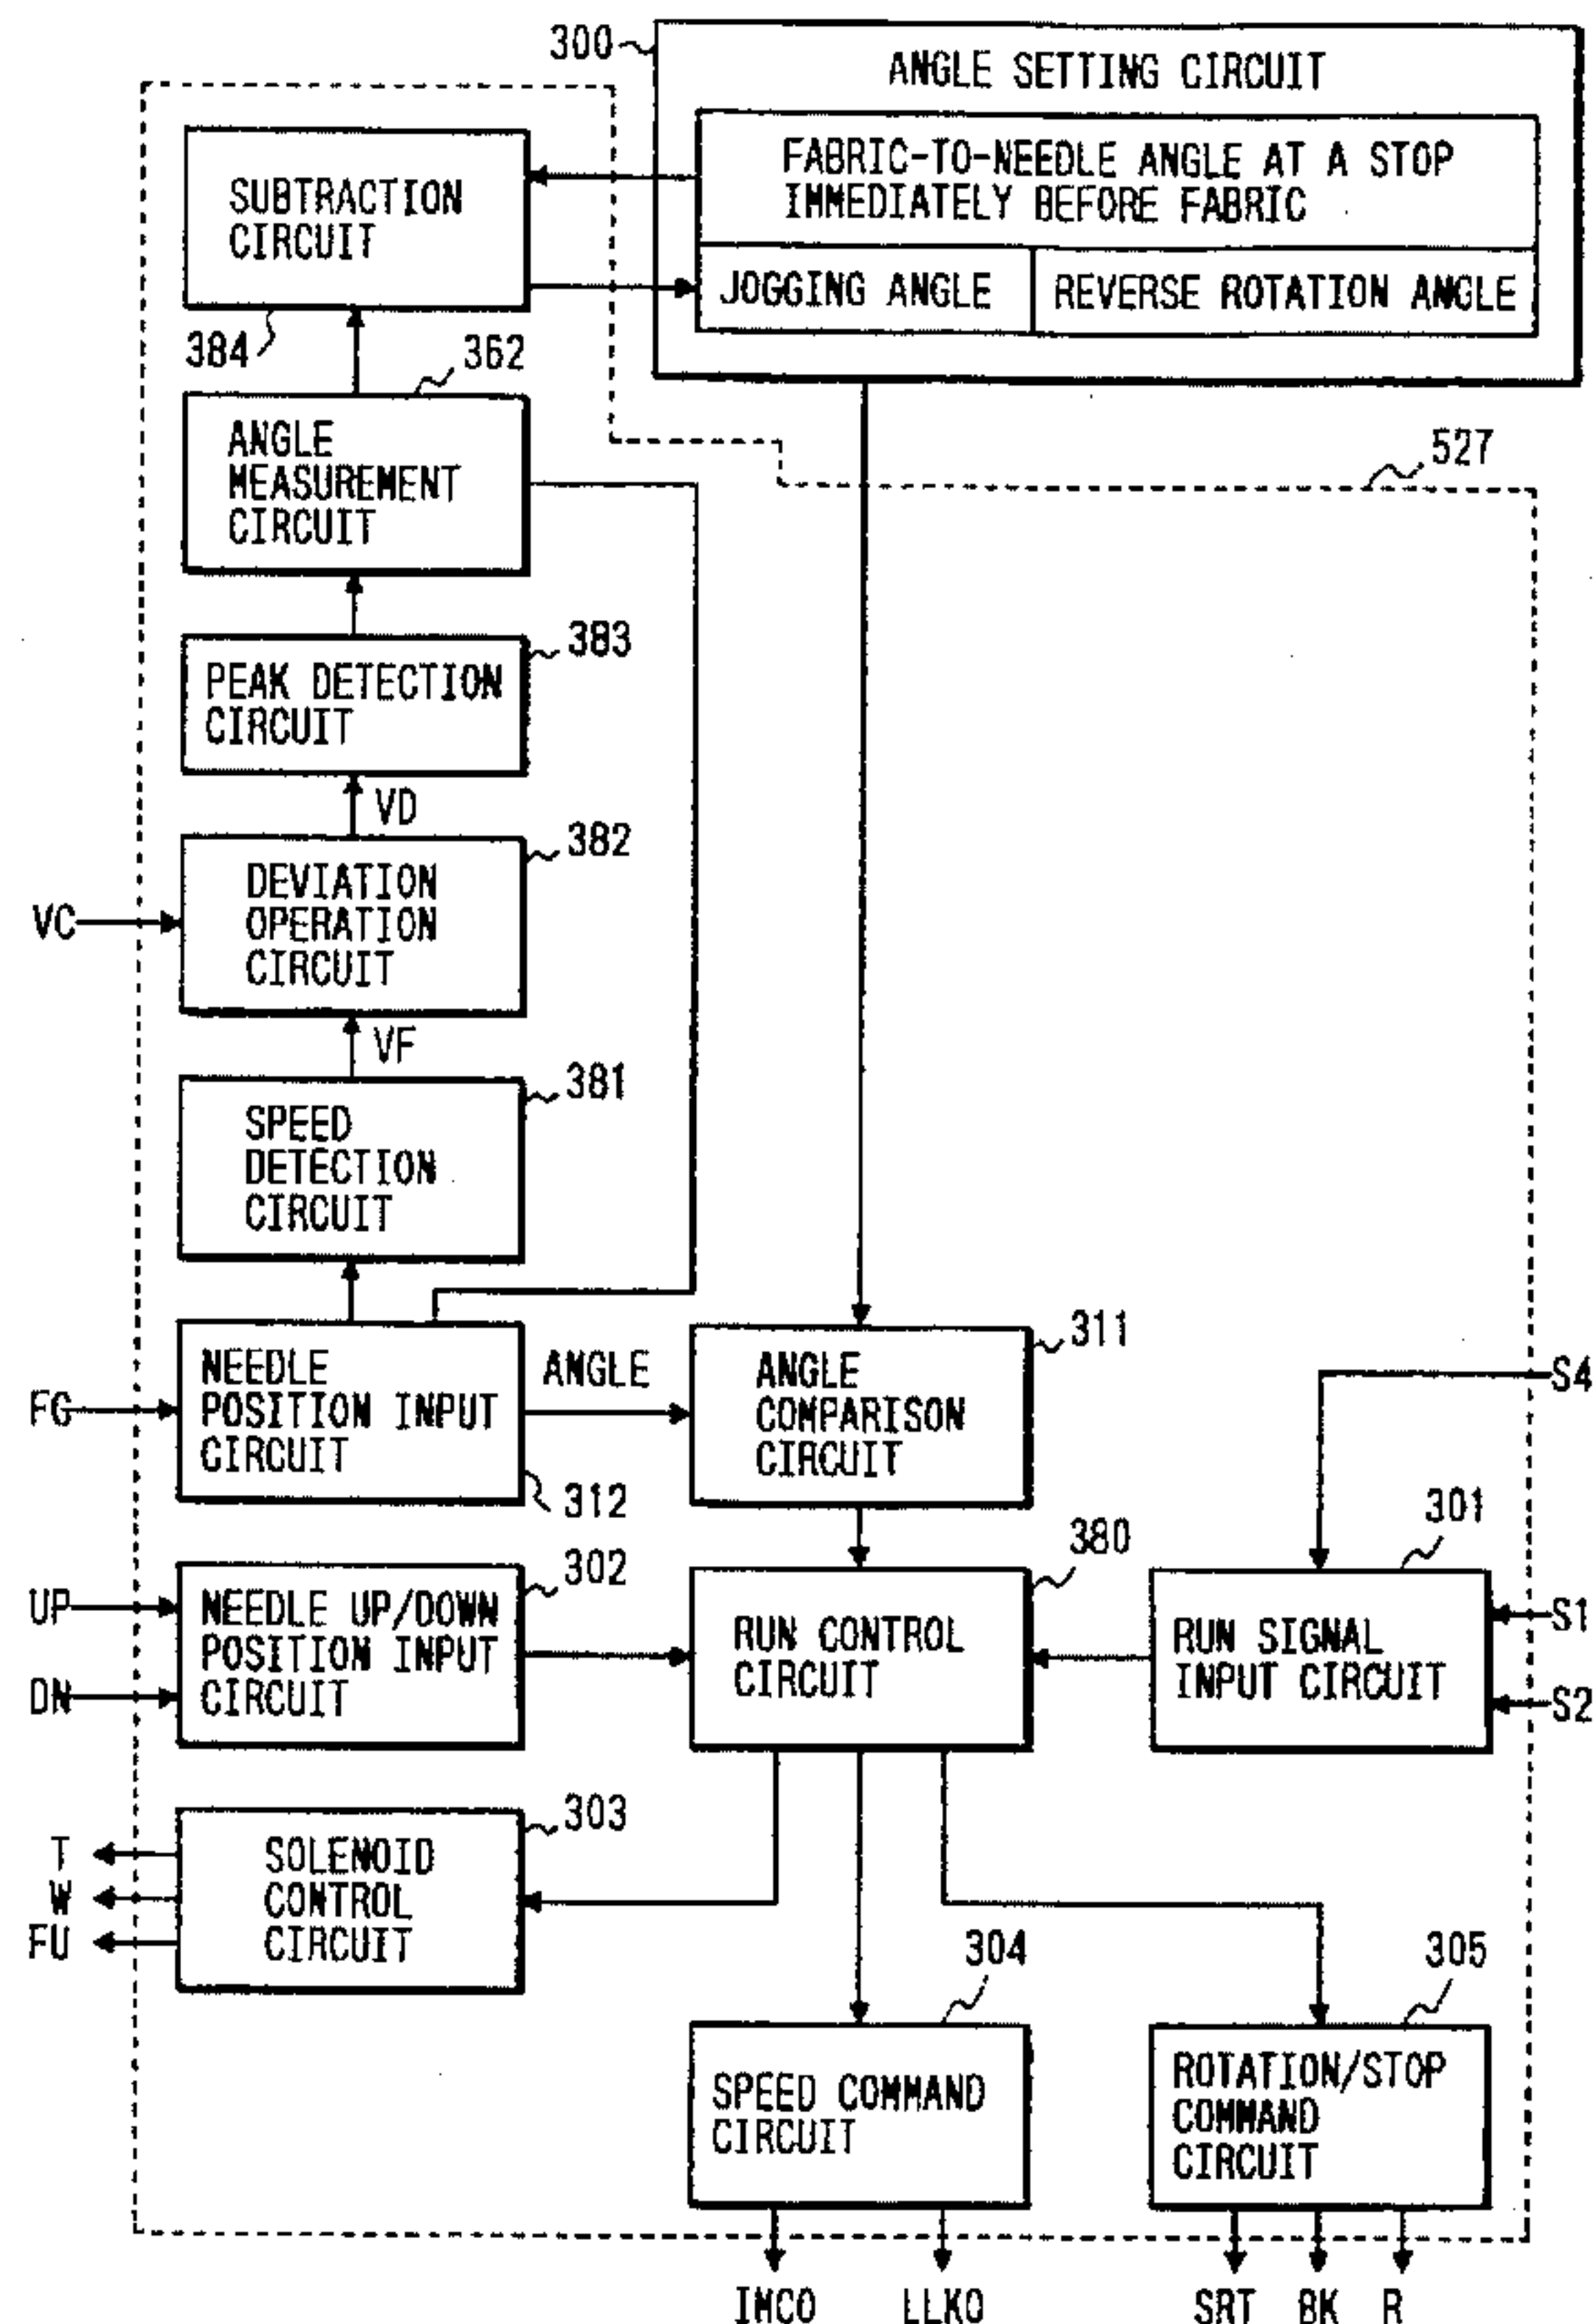 300
ANGLE SETTING CIRCUIT
FABRIC-TO-NEEDLE ANGLE AT A STOP
IMMEDIATELY BEFORE FABRIC
JOGGING ANGLE
REVERSE ROTATION ANGLE
SUBTRACTION
CIRCUIT
384
362
ANGLE
MEASUREMENT
CIRCUIT
527
383
PEAK DETECTION
CIRCUIT
VD
382
DEVIATION
OPERATION
CIRCUIT
VC
VF
381
SPEED
DETECTION
CIRCUIT
311
NEEDLE
POSITION INPUT
CIRCUIT
FG
ANGLE
ANGLE
COMPARISON
CIRCUIT
S4
312
301
380
302
UP
DN
NEEDLE UP/DOWN
POSITION INPUT
CIRCUIT
RUN CONTROL
CIRCUIT
RUN SIGNAL
INPUT CIRCUIT
S1
S2
303
T
W
FU
SOLENOID
CONTROL
CIRCUIT
304
305
SPEED COMMAND
CIRCUIT
ROTATION/STOP
COMMAND
CIRCUIT
IMCO
LLKO
SRT
BK
R